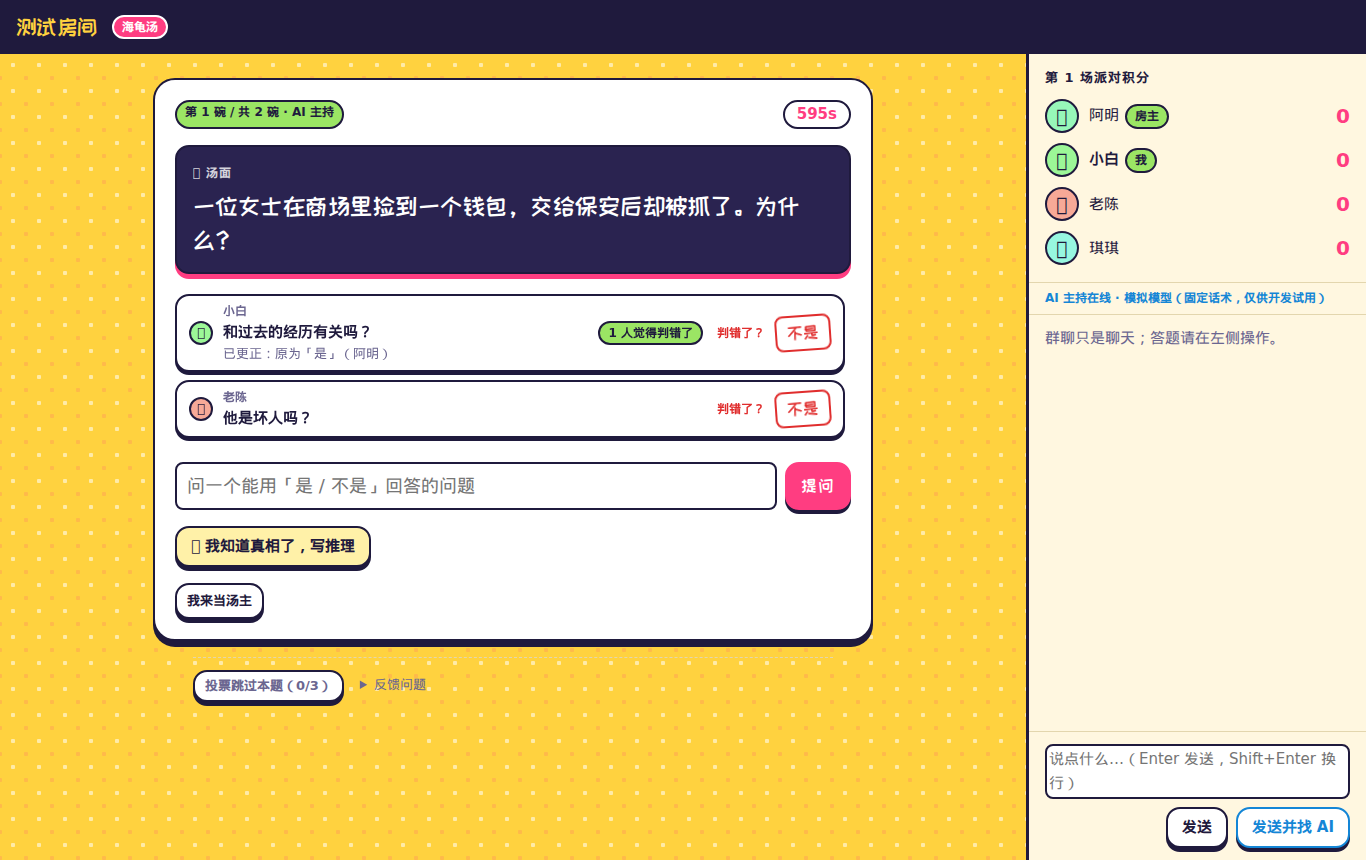 测试房间
海龟汤
第 1 碗 / 共 2 碗 · AI 主持
595s
汤面
一位女士在商场里捡到一个钱包，交给保安后却被抓了。为什
么？
小白
和过去的经历有关吗？
已更正：原为「是」（阿明）
1 人觉得判错了
判错了？
不是
老陈
他是坏人吗？
判错了？
不是
问一个能用「是 / 不是」回答的问题
提问
我知道真相了，写推理
我来当汤主
投票跳过本题（0/3）
▶ 反馈问题
第 1 场派对积分
阿明
房主
0
小白
我
0
老陈
0
琪琪
0
AI 主持在线 · 模拟模型（固定话术，仅供开发试用）
群聊只是聊天；答题请在左侧操作。
说点什么…（Enter 发送，Shift+Enter 换
行）
发送
发送并找 AI